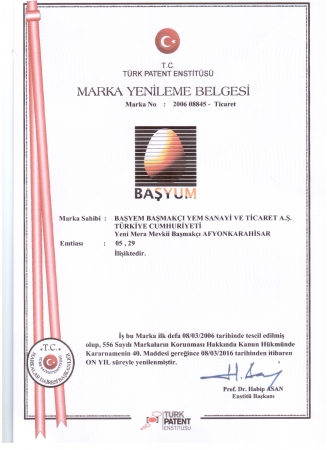 T.C.
TÜRK PATENT ENSTİTÜSÜ
MARKA YENİLEME BELGESİ
Marka No : 2006 08845 - Ticaret
BAŞYUM
Marka Sahibi : BAŞYEM BAŞMAKÇI YEM SANAYİ VE TİCARET A.Ş.
TÜRKİYE CUMHURİYETİ
Yeni Mera Mevkii Başmakçı AFYONKARAHİSAR
Emtiası : 05 , 29
İlişiktedir.
İş bu Marka ilk defa 08/03/2006 tarihinde tescil edilmiş
olup, 556 Sayılı Markaların Korunması Hakkında Kanun Hükmünde
Kararnamenin 40. Maddesi gereğince 08/03/2016 tarihinden itibaren
ON YIL süreyle yenilenmiştir.
Prof. Dr. Habip ASAN
Enstitü Başkanı
T.C.
MARKALAR DAİRESİ BAŞKANLIĞI
TÜRK
PATENT
ENSTİTÜSÜ